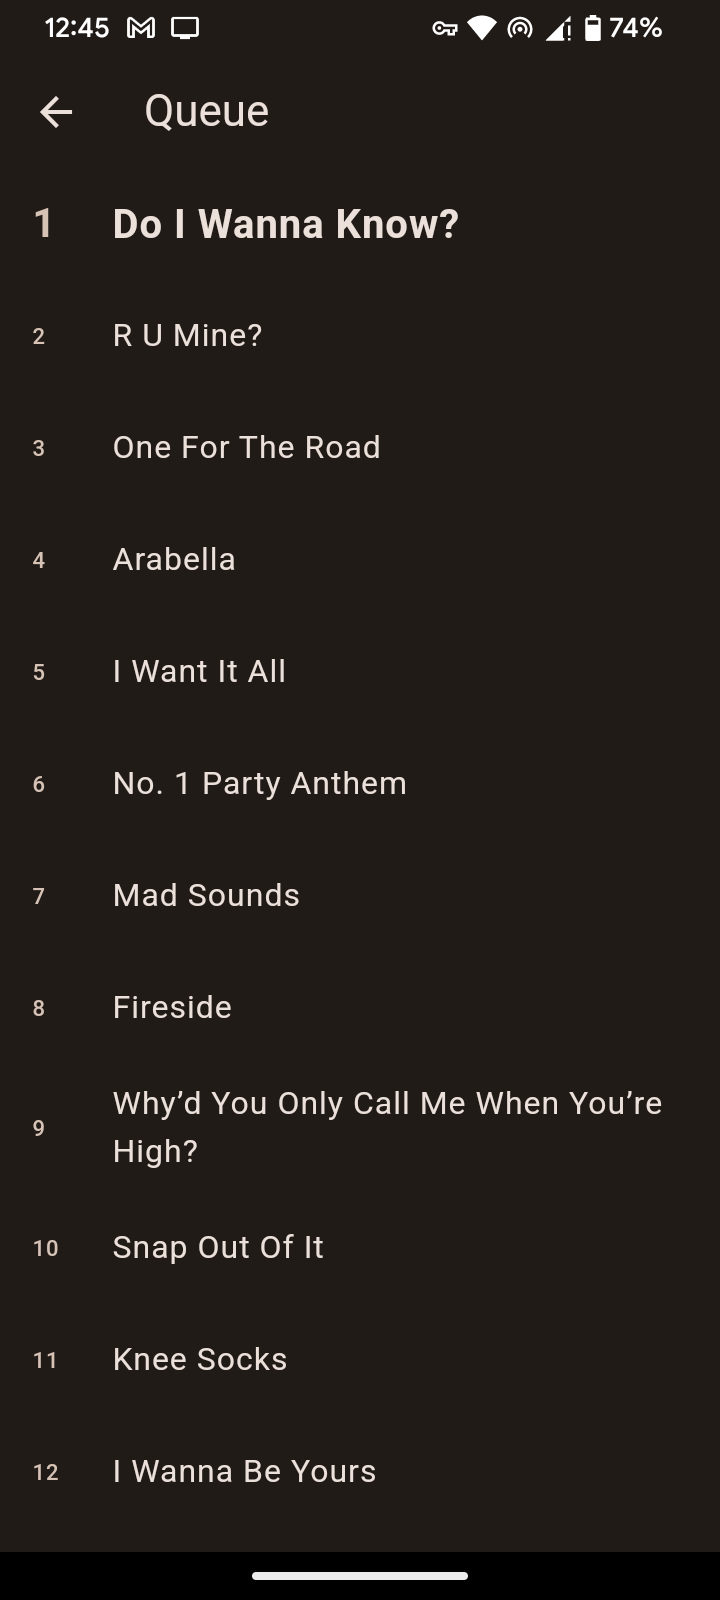 12:45 74%
Queue
1 Do I Wanna Know?
2 R U Mine?
3 One For The Road
4 Arabella
5 I Want It All
6 No. 1 Party Anthem
7 Mad Sounds
8 Fireside
9 Why’d You Only Call Me When You’re
High?
10 Snap Out Of It
11 Knee Socks
12 I Wanna Be Yours